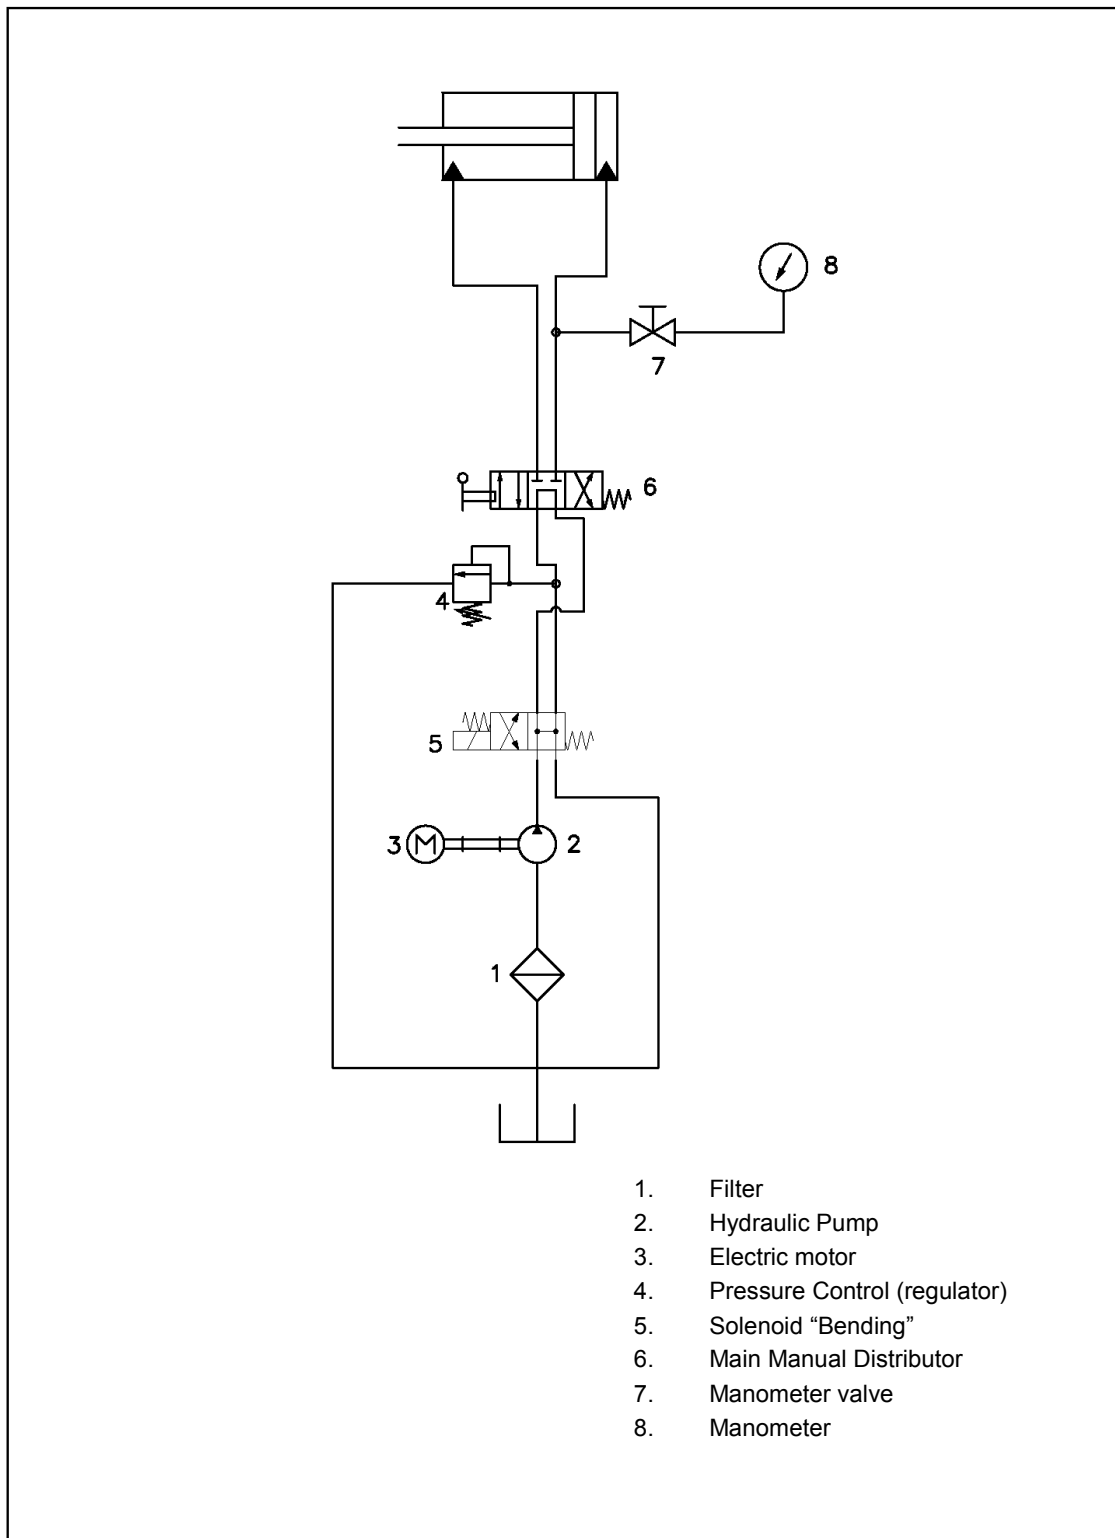 8
7
6
4
5
3 M 2
1
1. Filter
2. Hydraulic Pump
3. Electric motor
4. Pressure Control (regulator)
5. Solenoid “Bending”
6. Main Manual Distributor
7. Manometer valve
8. Manometer